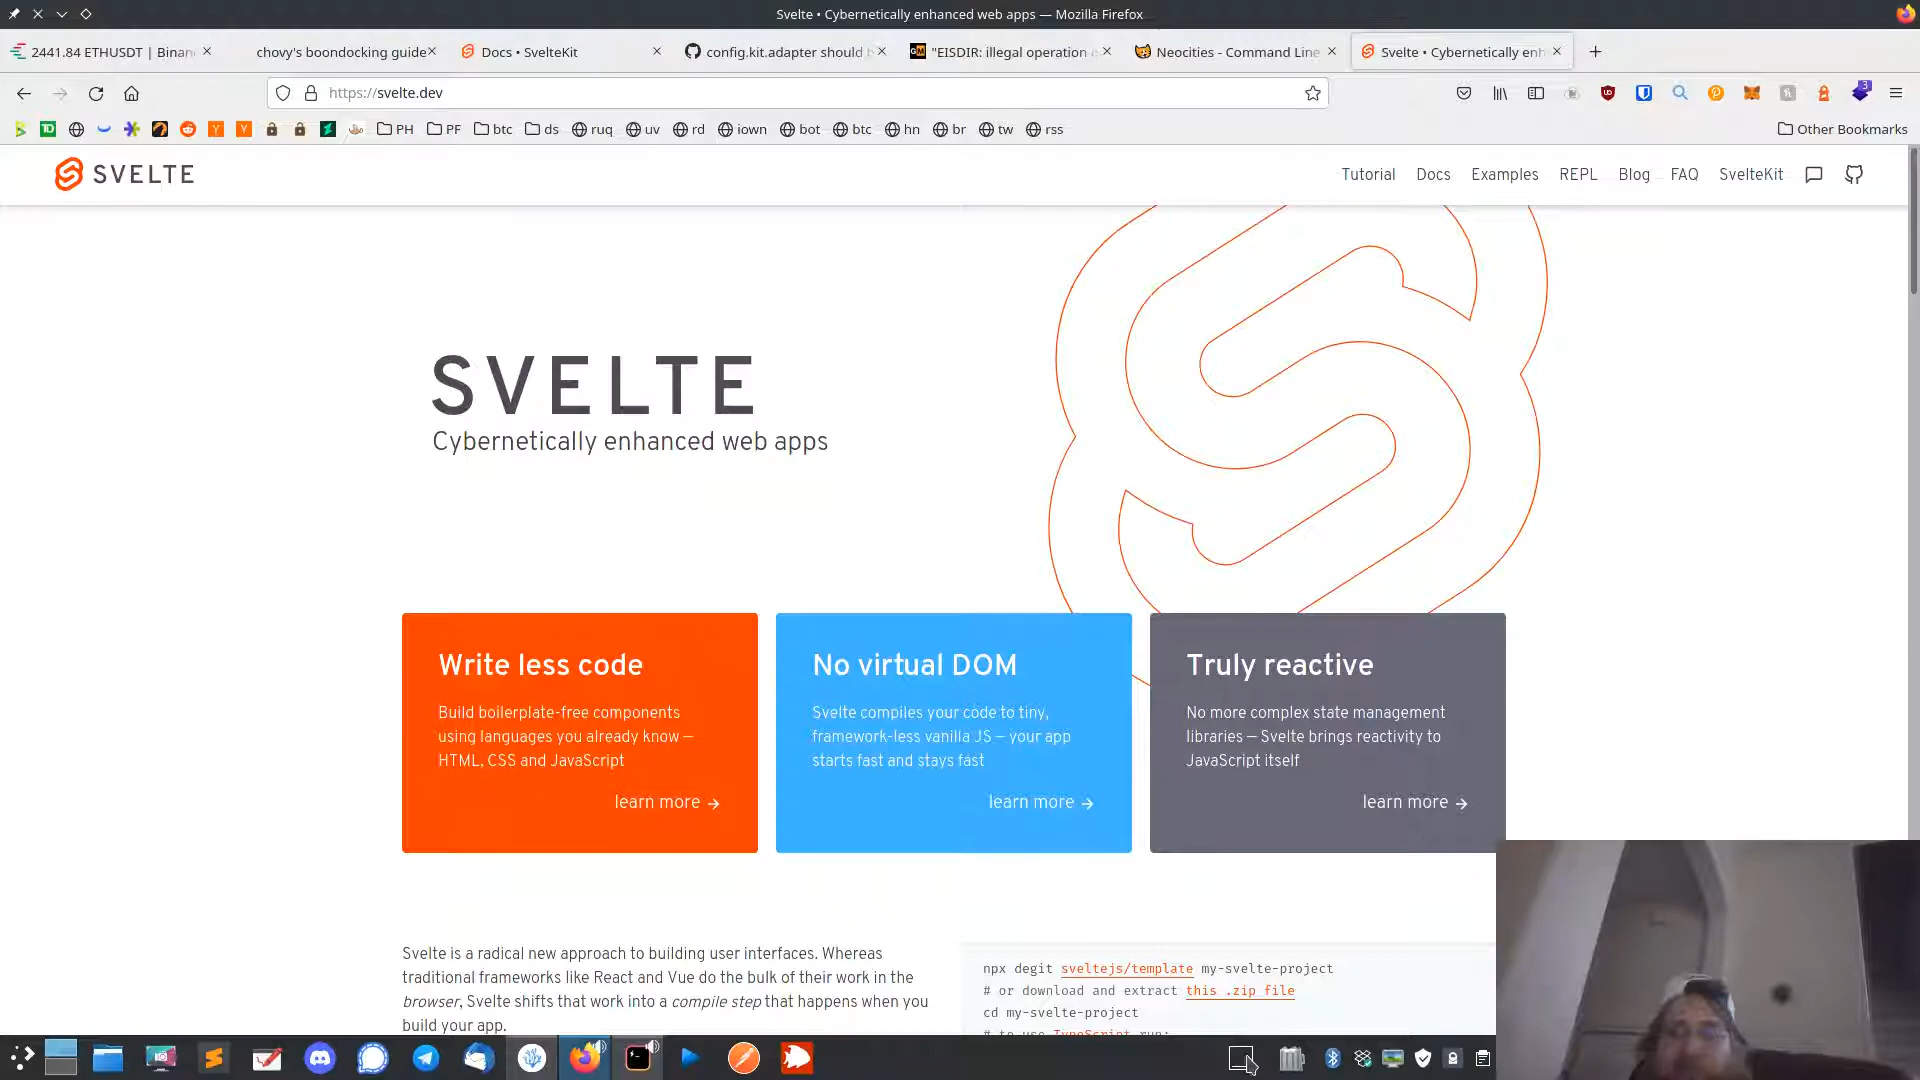 Svelte • Cybernetically enhanced web apps — Mozilla Firefox
2441.84 ETHUSDT | Binan
chovy's boondocking guide
Docs • SvelteKit
config.kit.adapter should b
"EISDIR: illegal operation o
Neocities - Command Line
Svelte • Cybernetically enh
https://svelte.dev
3
PH
PF
btc
ds
ruq
uv
rd
iown
bot
btc
hn
br
tw
rss
Other Bookmarks
SVELTE
Tutorial
Docs
Examples
REPL
Blog
FAQ
SvelteKit
SVELTE
Cybernetically enhanced web apps
Write less code
Build boilerplate-free components
using languages you already know —
HTML, CSS and JavaScript
learn more →
No virtual DOM
Svelte compiles your code to tiny,
framework-less vanilla JS — your app
starts fast and stays fast
learn more →
Truly reactive
No more complex state management
libraries — Svelte brings reactivity to
JavaScript itself
learn more →
Svelte is a radical new approach to building user interfaces. Whereas
traditional frameworks like React and Vue do the bulk of their work in the
browser, Svelte shifts that work into a compile step that happens when you
build your app.
npx degit sveltejs/template my-svelte-project
# or download and extract this .zip file
cd my-svelte-project
# to use TypeScript run: